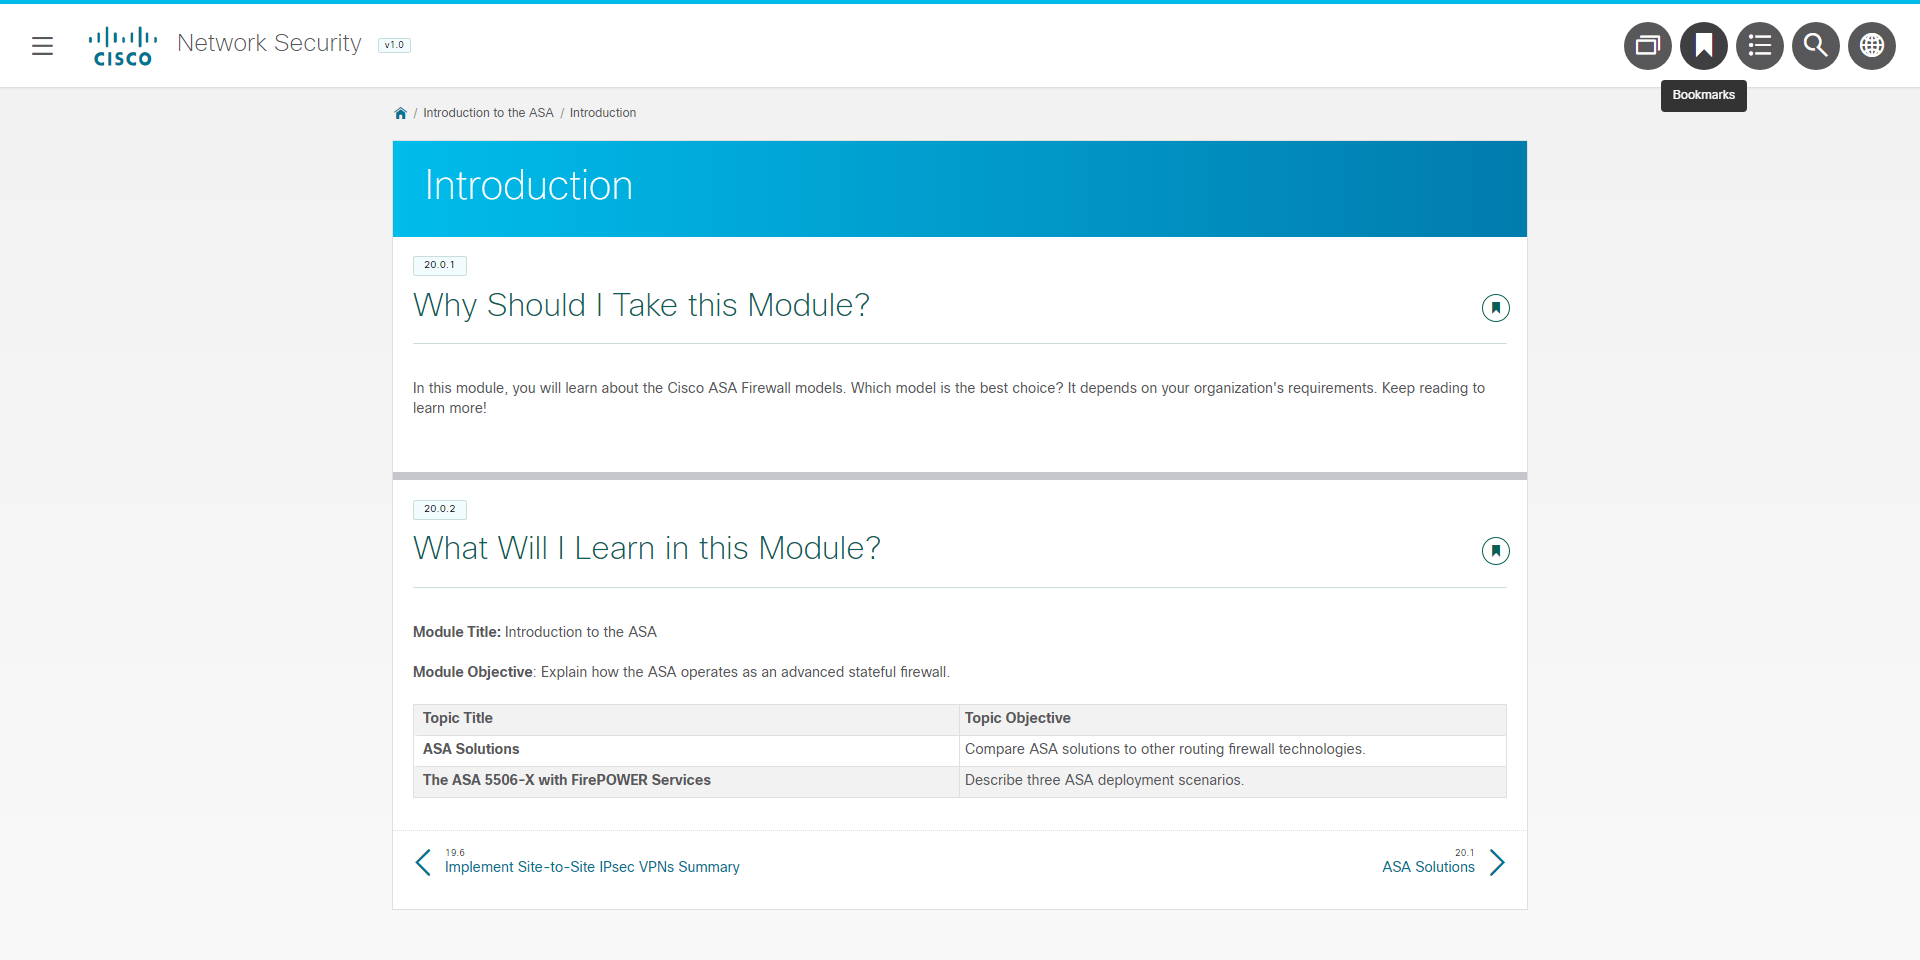 CISCO
Network Security
v1.0
Bookmarks
/ Introduction to the ASA / Introduction
Introduction
20.0.1
Why Should I Take this Module?
In this module, you will learn about the Cisco ASA Firewall models. Which model is the best choice? It depends on your organization's requirements. Keep reading to
learn more!
20.0.2
What Will I Learn in this Module?
Module Title: Introduction to the ASA
Module Objective: Explain how the ASA operates as an advanced stateful firewall.
Topic Title Topic Objective
ASA Solutions Compare ASA solutions to other routing firewall technologies.
The ASA 5506-X with FirePOWER Services Describe three ASA deployment scenarios.
19.6
Implement Site-to-Site IPsec VPNs Summary
20.1
ASA Solutions